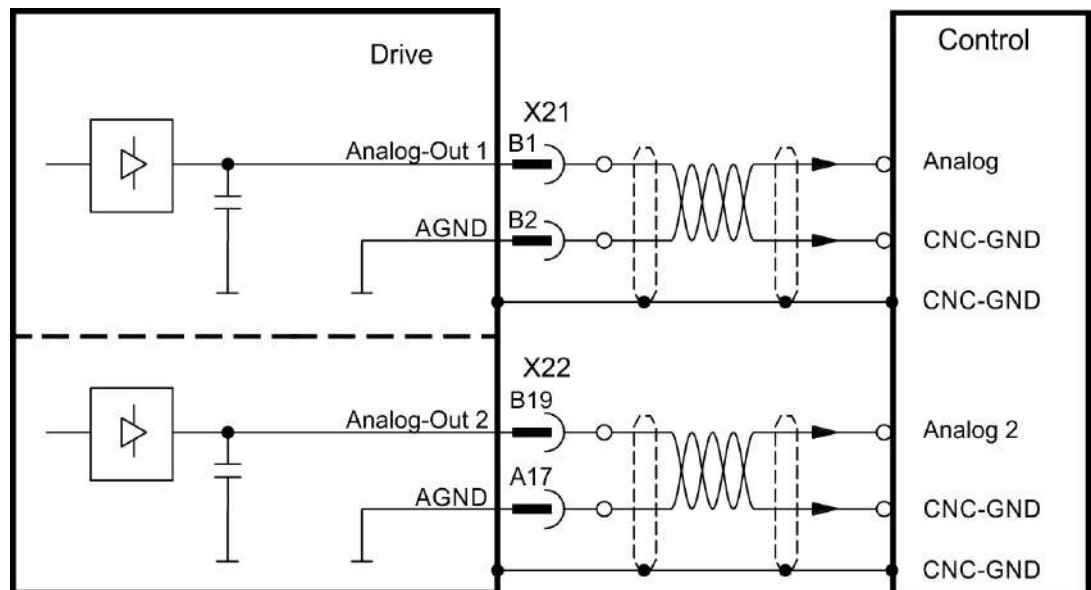 Drive
Control
X21
Analog-Out 1
B1
Analog
AGND
B2
CNC-GND
CNC-GND
X22
Analog-Out 2
B19
Analog 2
AGND
A17
CNC-GND
CNC-GND